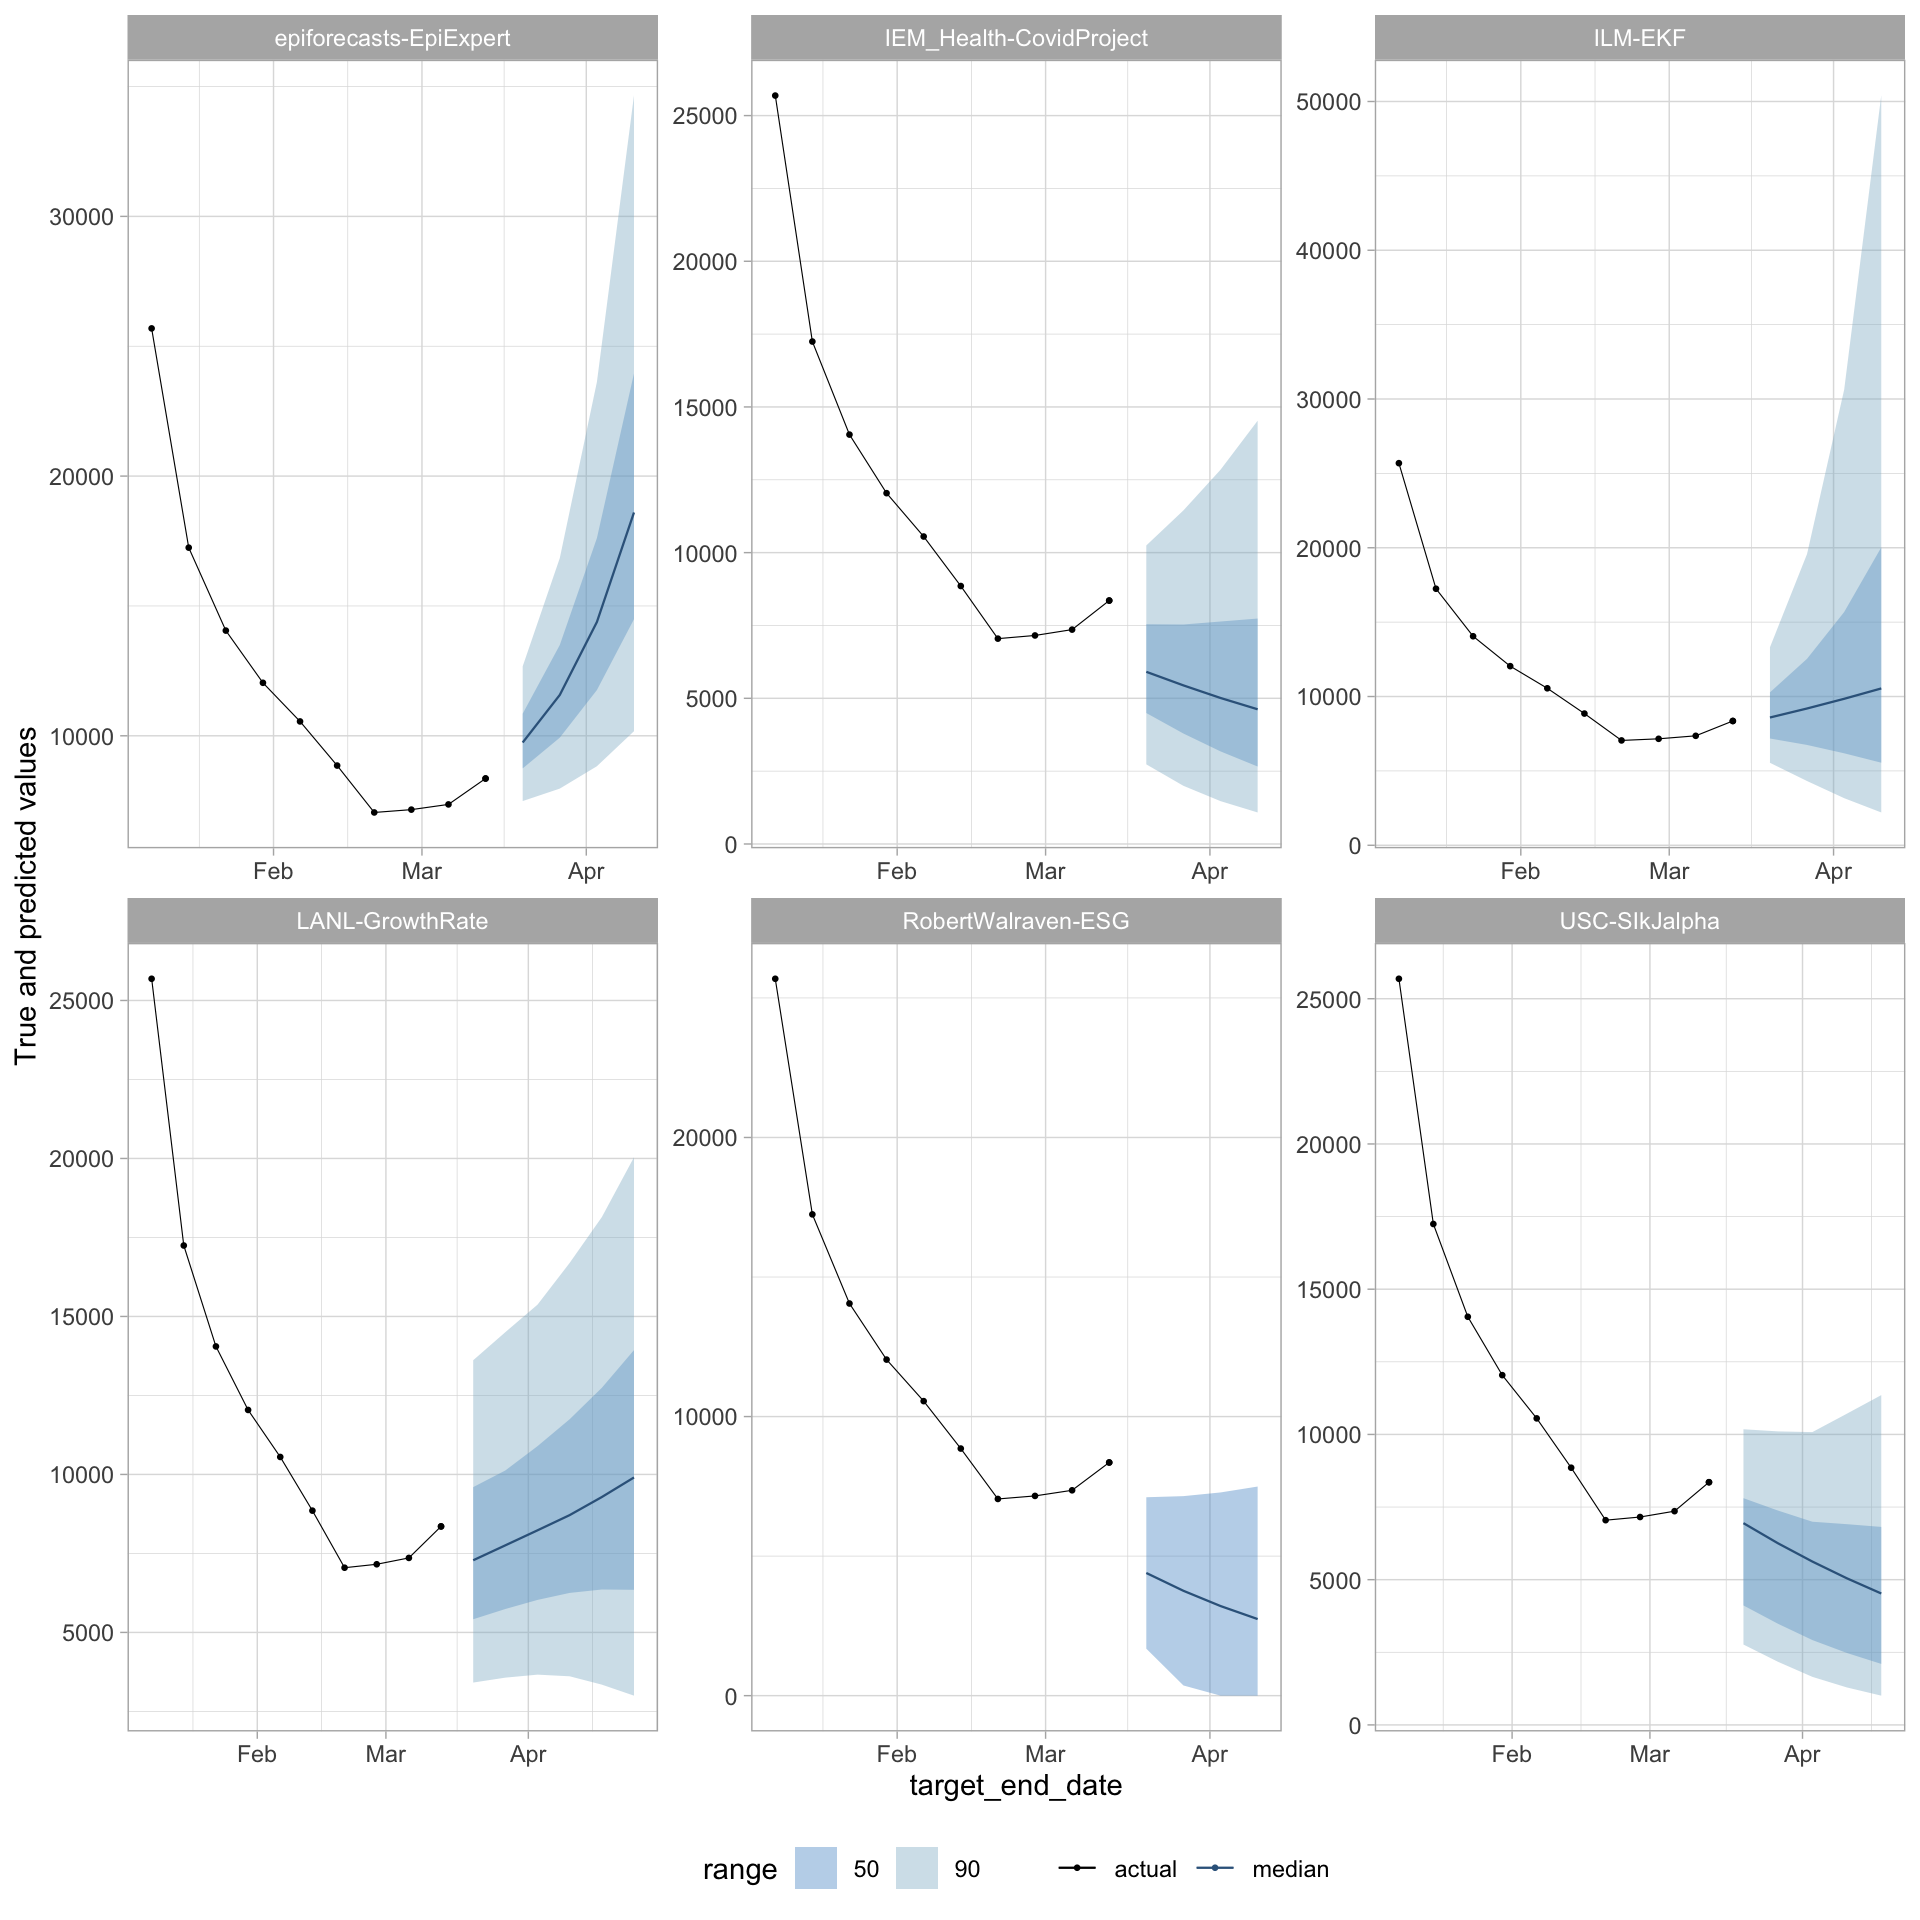 epiforecasts-EpiExpert
IEM_Health-CovidProject
ILM-EKF
30000
20000
10000
25000
20000
15000
10000
5000
0
50000
40000
30000
20000
10000
0
Feb Mar Apr
Feb Mar Apr
Feb Mar Apr
True and predicted values
LANL-GrowthRate
RobertWalraven-ESG
USC-SIkJalpha
25000
20000
15000
10000
5000
20000
10000
0
25000
20000
15000
10000
5000
0
Feb Mar Apr
Feb Mar Apr
Feb Mar Apr
target_end_date
range 50 90 actual median